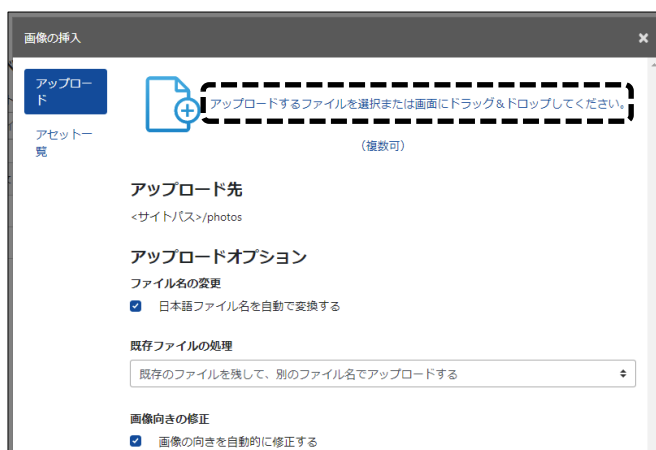 画像の挿入
×
アップロー
ド
アセット一
覧
アップロードするファイルを選択または画面にドラッグ＆ドロップしてください。
（複数可）
アップロード先
<サイトパス>/photos
アップロードオプション
ファイル名の変更
日本語ファイル名を自動で変換する
既存ファイルの処理
既存のファイルを残して、別のファイル名でアップロードする
画像向きの修正
画像の向きを自動的に修正する